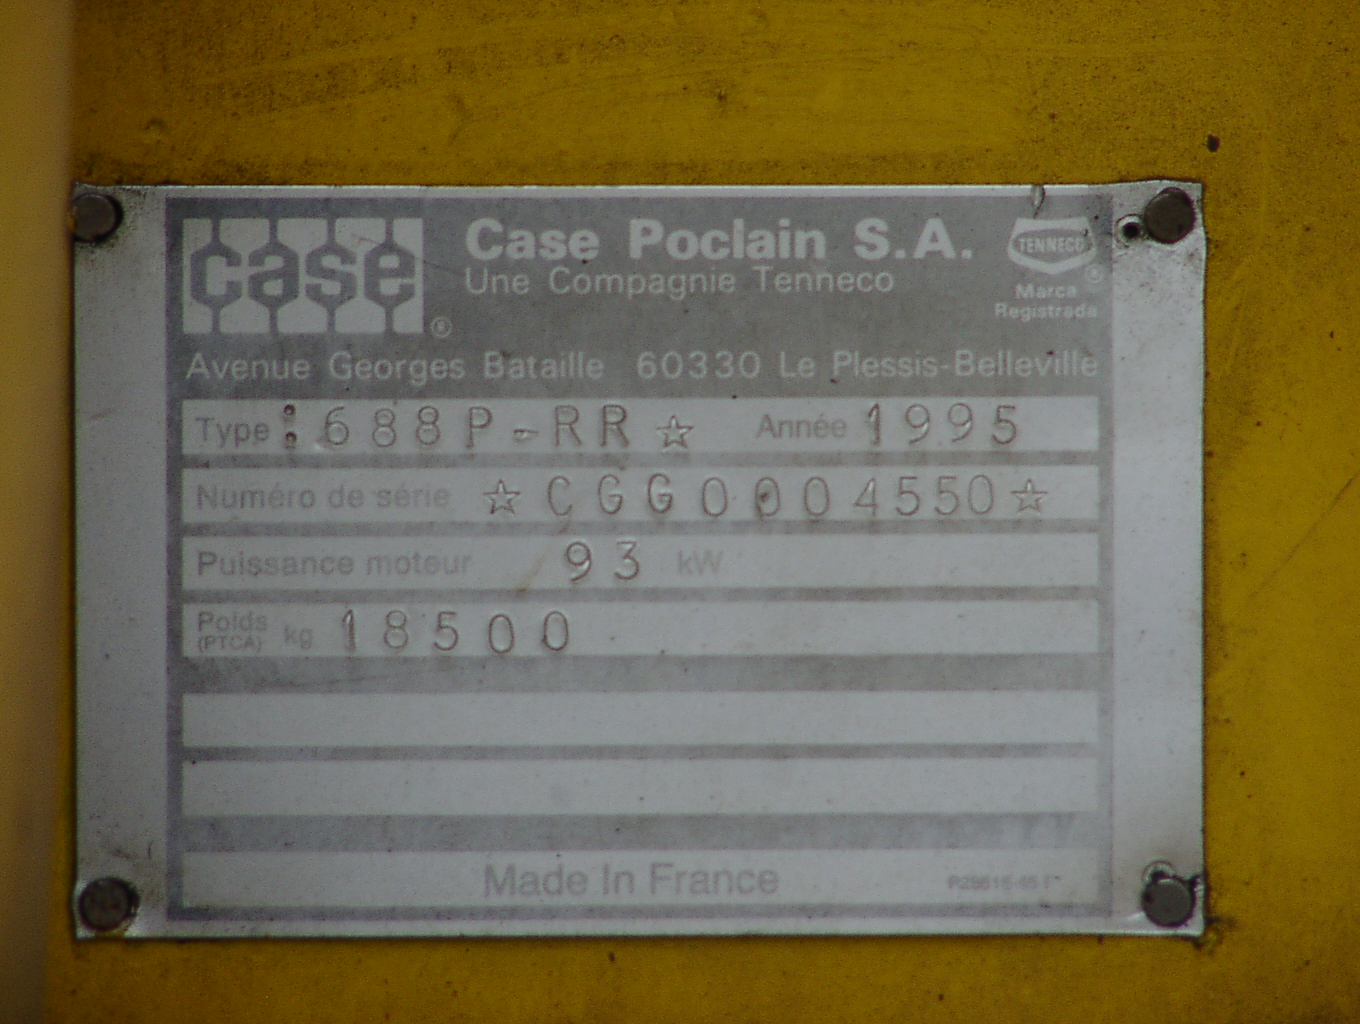 case ®
Case Poclain S.A.
Une Compagnie Tenneco
TENNECO ®
Marca
Registrada
Avenue Georges Bataille 60330 Le Plessis-Belleville
Type : 688P-RR ☆ Année 1995
Numéro de série ☆ CGG0004550 ☆
Puissance moteur 93 kW
Poids (PTCA) kg 18500
Made In France